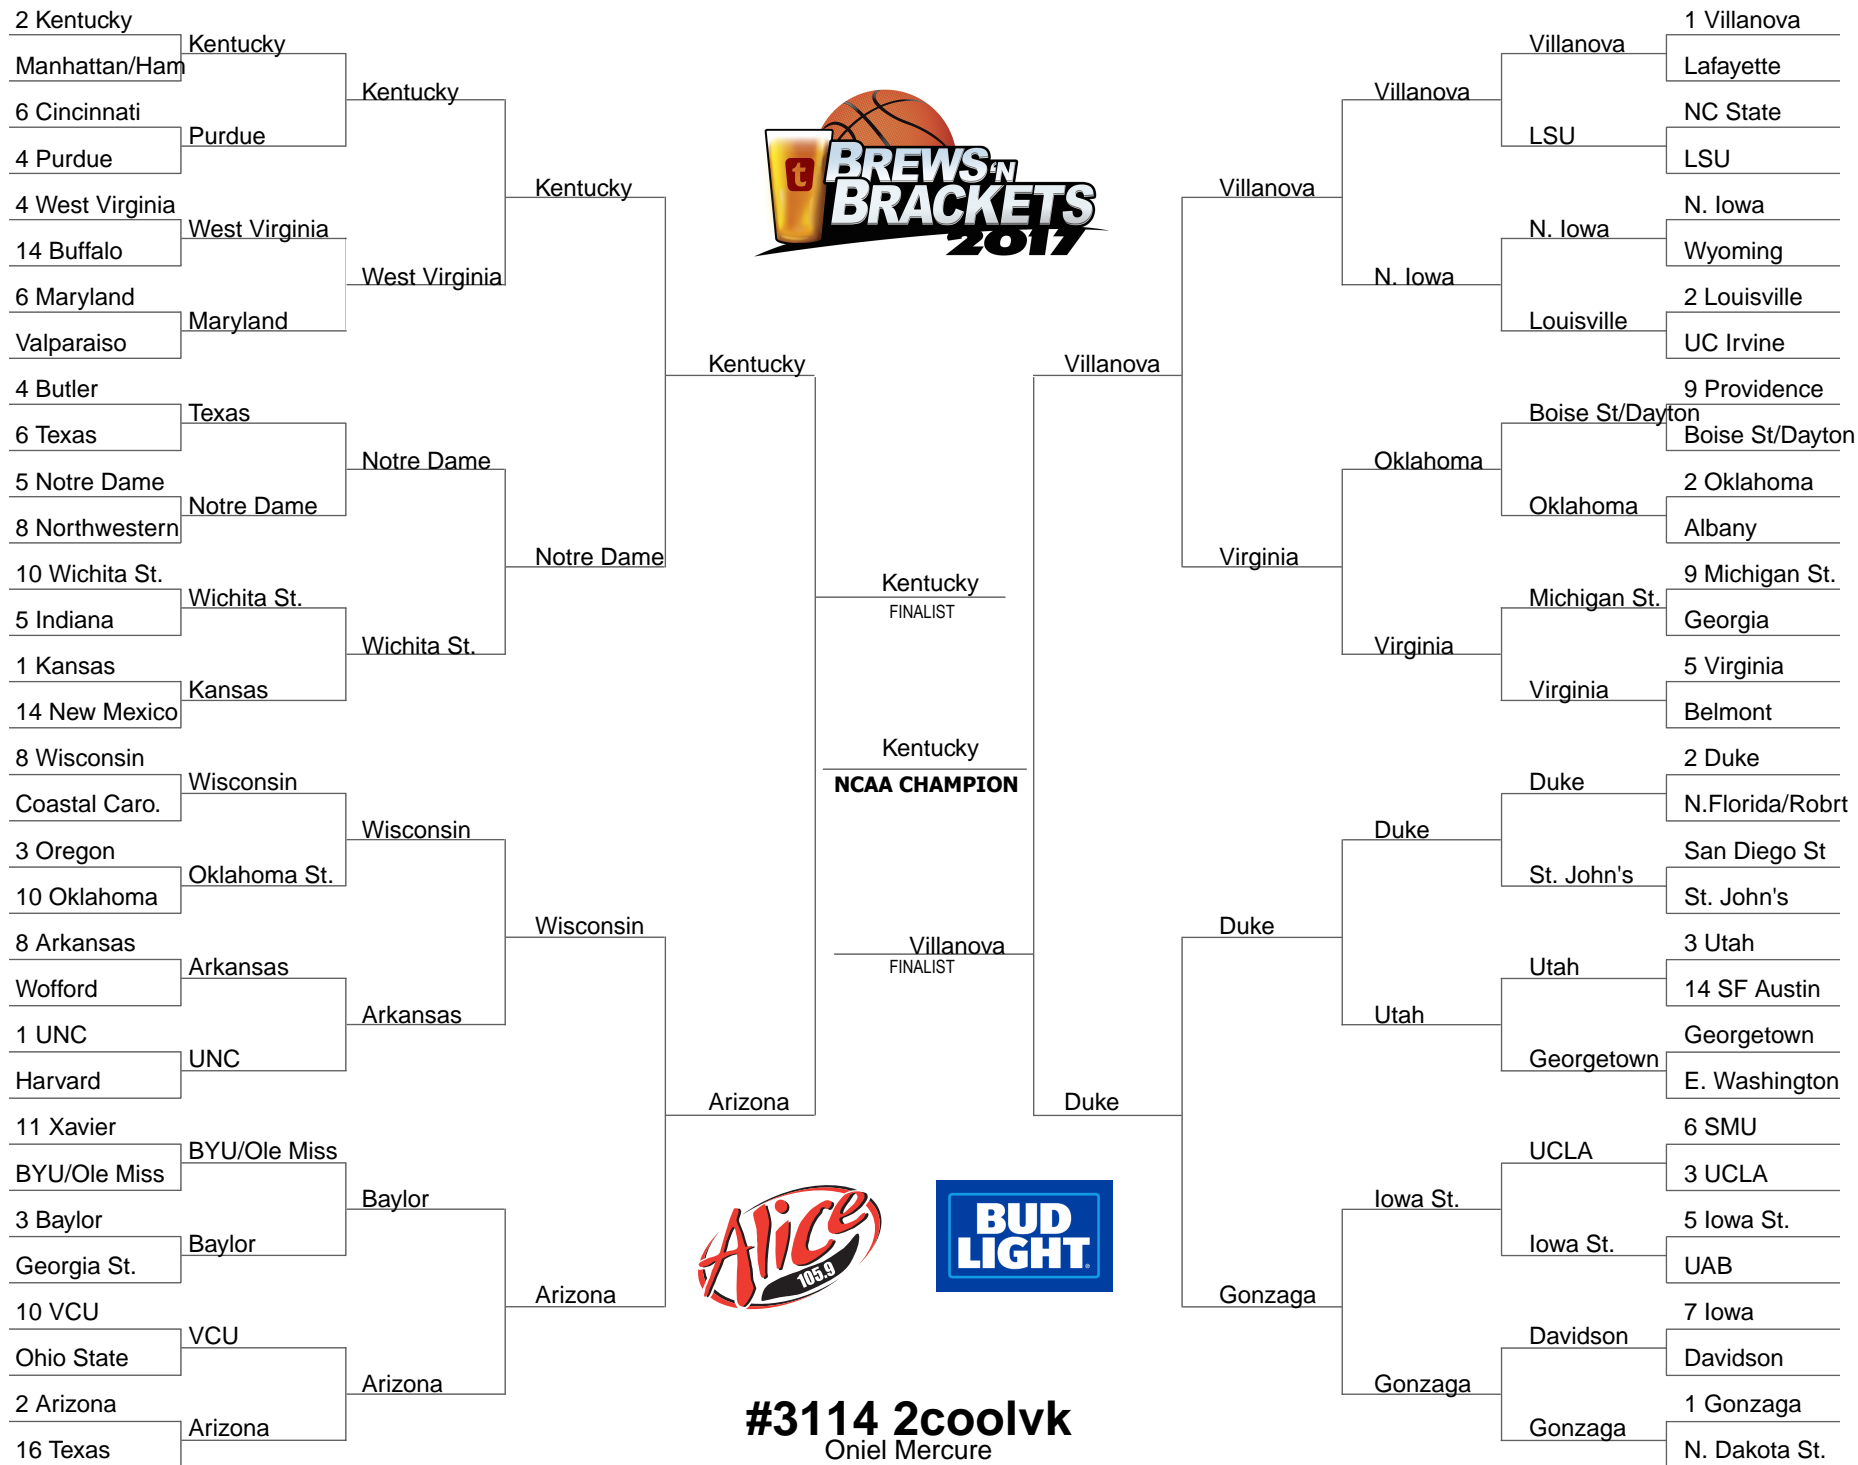 2 Kentucky
Manhattan/Ham
6 Cincinnati
4 Purdue
4 West Virginia
14 Buffalo
6 Maryland
Valparaiso
4 Butler
6 Texas
5 Notre Dame
8 Northwestern
10 Wichita St.
5 Indiana
1 Kansas
14 New Mexico
8 Wisconsin
Coastal Caro.
3 Oregon
10 Oklahoma
8 Arkansas
Wofford
1 UNC
Harvard
11 Xavier
BYU/Ole Miss
3 Baylor
Georgia St.
10 VCU
Ohio State
2 Arizona
16 Texas
Kentucky
Purdue
West Virginia
Maryland
Texas
Notre Dame
Wichita St.
Kansas
Wisconsin
Oklahoma St.
Arkansas
UNC
BYU/Ole Miss
Baylor
VCU
Arizona
Kentucky
West Virginia
Notre Dame
Wichita St.
Wisconsin
Arkansas
Baylor
Arizona
Kentucky
Notre Dame
Wisconsin
Arizona
Kentucky
Arizona
t
BREWS 'N
BRACKETS
2017
Kentucky
FINALIST
Kentucky
NCAA CHAMPION
Villanova
FINALIST
Alice
105.9
BUD
LIGHT
#3114 2coolvk
Oniel Mercure
Villanova
Duke
Villanova
Virginia
Duke
Gonzaga
Villanova
N. Iowa
Oklahoma
Virginia
Duke
Utah
Iowa St.
Gonzaga
Villanova
LSU
N. Iowa
Louisville
Boise St/Dayton
Oklahoma
Michigan St.
Virginia
Duke
St. John's
Utah
Georgetown
UCLA
Iowa St.
Davidson
Gonzaga
1 Villanova
Lafayette
NC State
LSU
N. Iowa
Wyoming
2 Louisville
UC Irvine
9 Providence
Boise St/Dayton
2 Oklahoma
Albany
9 Michigan St.
Georgia
5 Virginia
Belmont
2 Duke
N.Florida/Robrt
San Diego St
St. John's
3 Utah
14 SF Austin
Georgetown
E. Washington
6 SMU
3 UCLA
5 Iowa St.
UAB
7 Iowa
Davidson
1 Gonzaga
N. Dakota St.